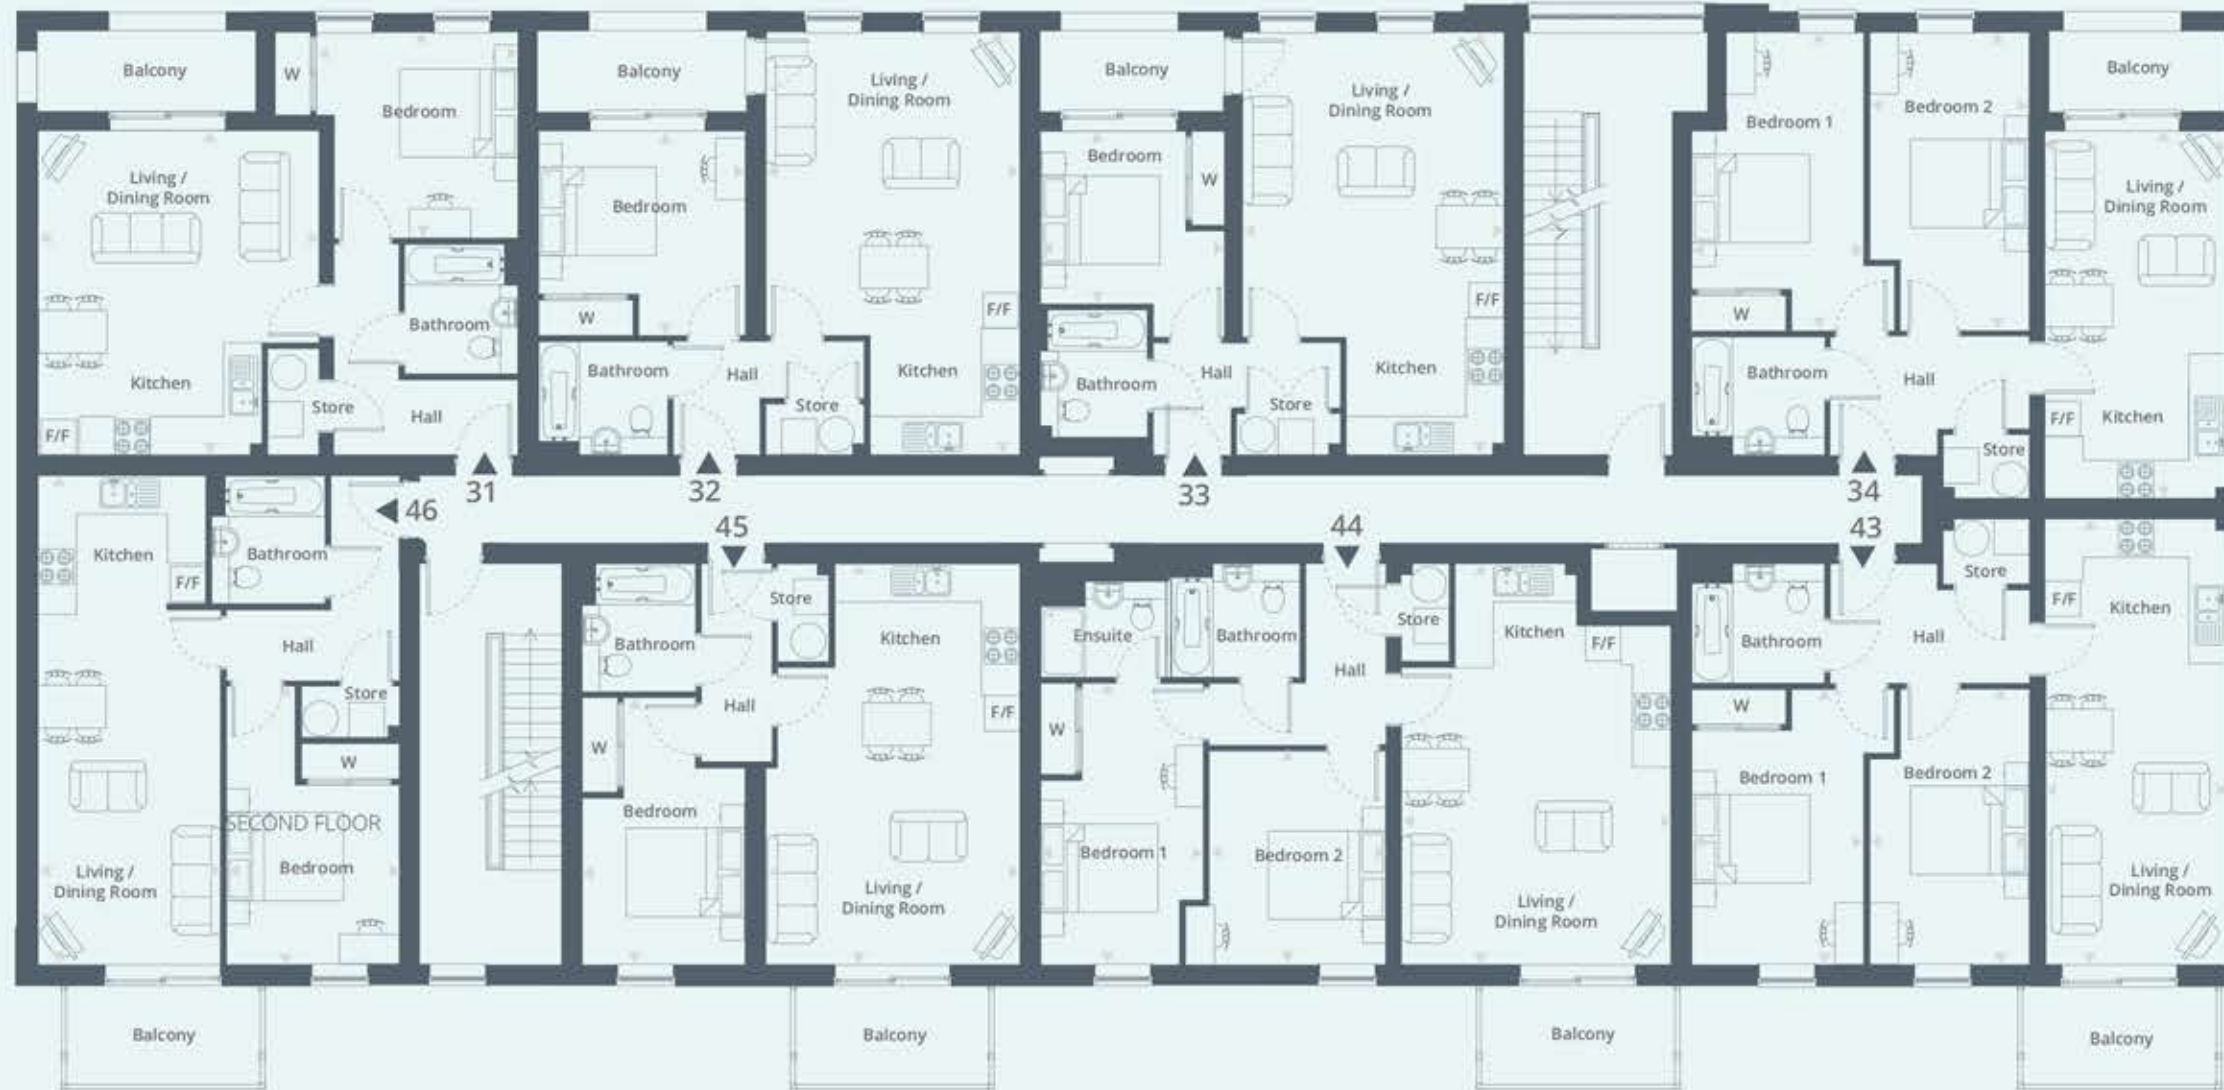 Balcony
W
Bedroom
Living /
Dining Room
Bathroom
Kitchen
Store
Hall
F/F
31
Balcony
Bedroom
W
Bathroom
Hall
Living /
Dining Room
F/F
Kitchen
Store
32
Balcony
Bedroom
W
Bathroom
Hall
Living /
Dining Room
F/F
Kitchen
Store
33
Bedroom 1
Bedroom 2
W
Bathroom
Hall
Store
Balcony
Living /
Dining Room
F/F
Kitchen
34
46
Kitchen
F/F
Bathroom
Hall
Store
W
SECOND FLOOR
Bedroom
Living /
Dining Room
Balcony
45
Bathroom
Store
Kitchen
F/F
Hall
W
Bedroom
Living /
Dining Room
Balcony
44
Ensuite
Bathroom
Store
Hall
Kitchen
F/F
W
Bedroom 1
Bedroom 2
Living /
Dining Room
Balcony
43
Bathroom
Hall
Store
F/F
Kitchen
W
Bedroom 1
Bedroom 2
Living /
Dining Room
Balcony